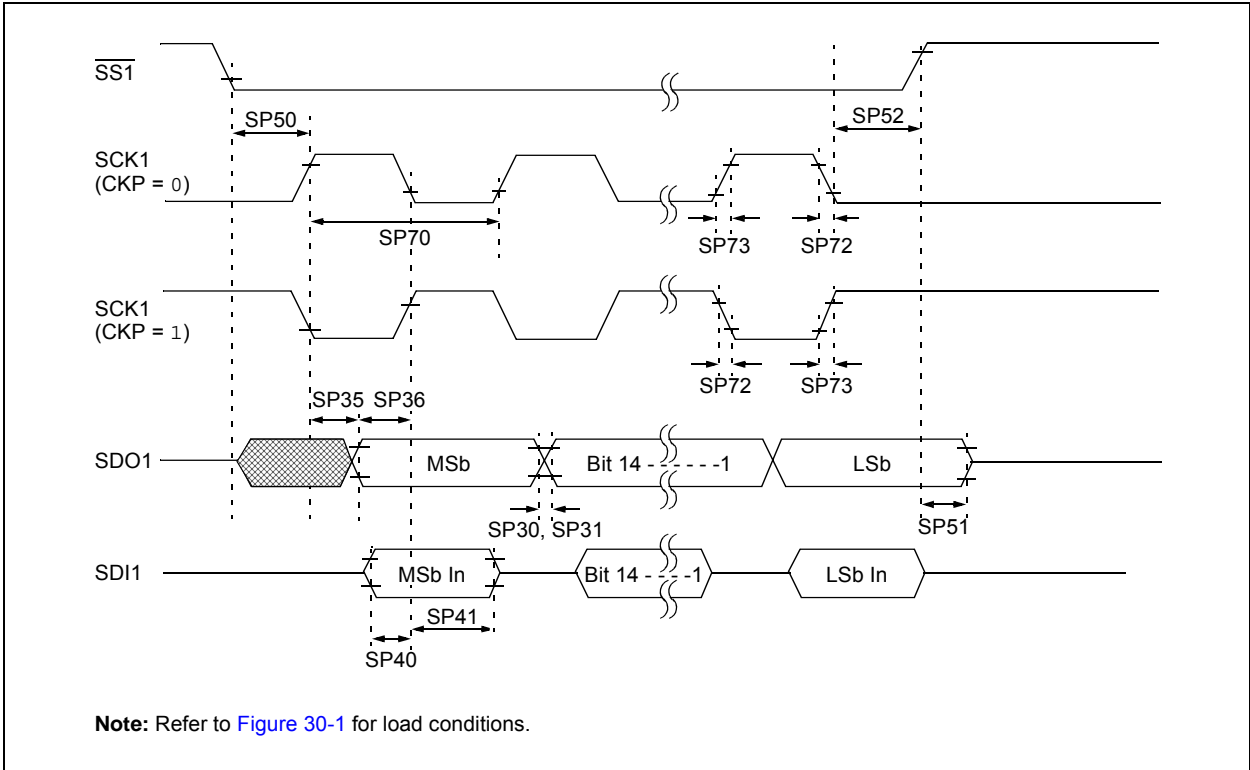 SS1
SP50
SP52
SCK1
(CKP = 0)
SP70
SP73
SP72
SCK1
(CKP = 1)
SP72
SP73
SP35 SP36
SDO1
MSb
Bit 14 - - - - - -1
LSb
SP30, SP31
SP51
SDI1
MSb In
Bit 14 - - - -1
LSb In
SP41
SP40
Note: Refer to Figure 30-1 for load conditions.